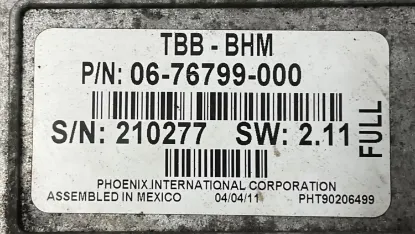 TBB - BHM
P/N: 06-76799-000
S/N: 210277 SW: 2.11
FULL
PHOENIX INTERNATIONAL CORPORATION
ASSEMBLED IN MEXICO 04/04/11 PHT90206499